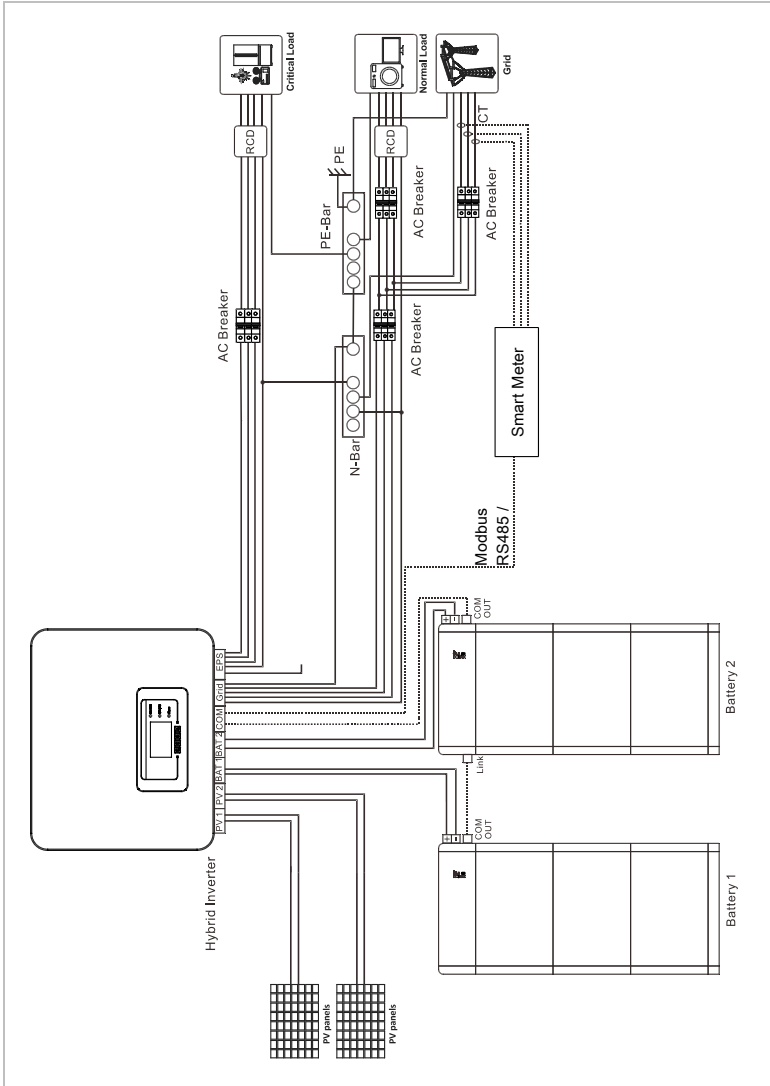 Hybrid Inverter
PV 1
PV 2
BAT 1
BAT 2
COM
Grid
EPS
PV panels
PV panels
AC Breaker
RCD
Critical Load
N-Bar
PE-Bar
PE
AC Breaker
AC Breaker
RCD
Normal Load
AC Breaker
CT
Grid
Modbus
RS485 /
Smart Meter
+
-
COM
OUT
Battery 1
Link
+
-
COM
OUT
Battery 2